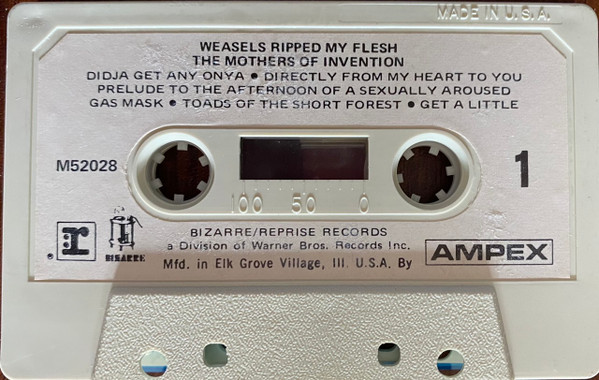 MADE IN U.S.A.
WEASELS RIPPED MY FLESH
THE MOTHERS OF INVENTION
DIDJA GET ANY ONYA • DIRECTLY FROM MY HEART TO YOU
PRELUDE TO THE AFTERNOON OF A SEXUALLY AROUSED
GAS MASK • TOADS OF THE SHORT FOREST • GET A LITTLE
M52028
1
100 50 0
r
BIZARRE
BIZARRE/REPRISE RECORDS
a Division of Warner Bros. Records Inc.
Mfd. in Elk Grove Village, Ill. U.S.A. By
AMPEX